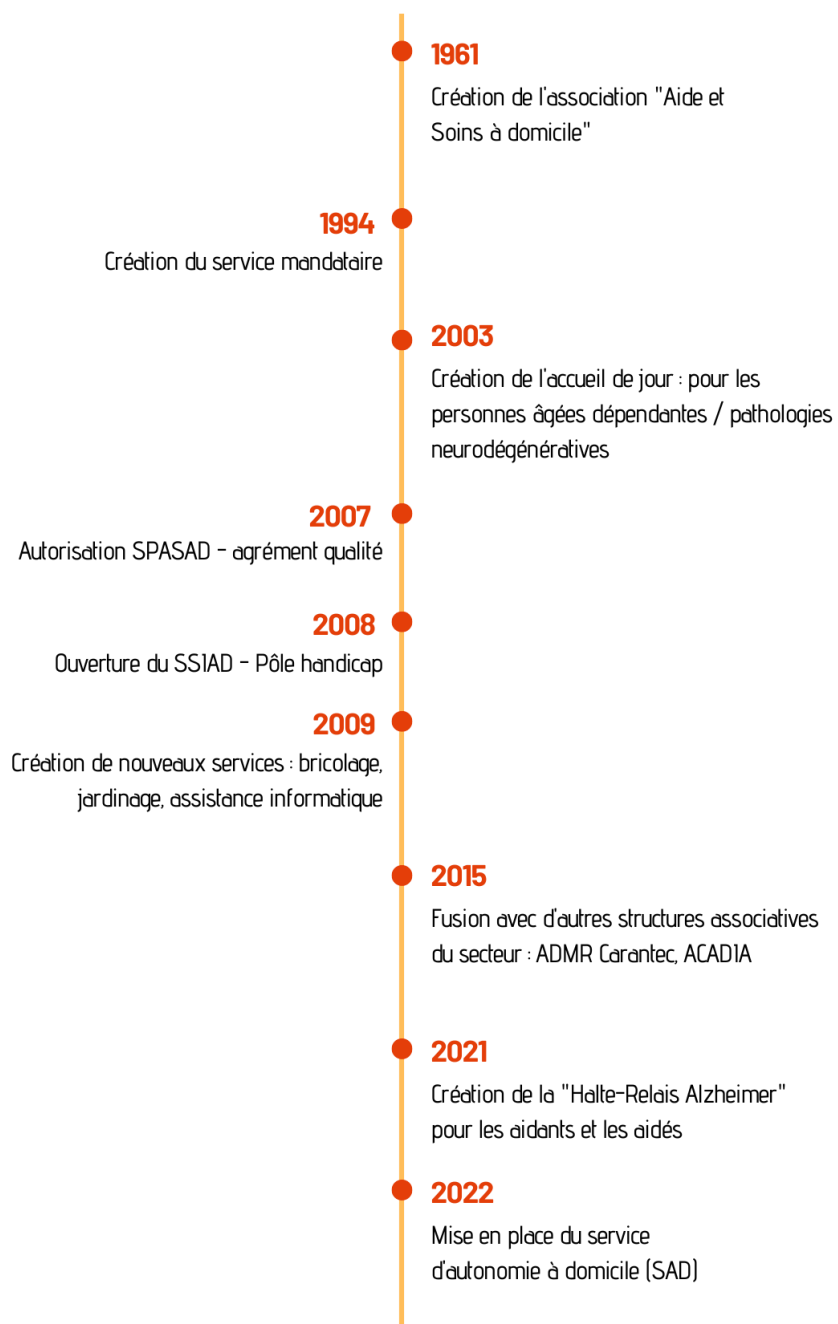 1961
Création de l'association "Aide et
Soins à domicile"
1994
Création du service mandataire
2003
Création de l'accueil de jour : pour les
personnes âgées dépendantes / pathologies
neurodégénératives
2007
Autorisation SPASAD - agrément qualité
2008
Ouverture du SSIAD - Pôle handicap
2009
Création de nouveaux services : bricolage,
jardinage, assistance informatique
2015
Fusion avec d'autres structures associatives
du secteur : ADMR Carantec, ACADIA
2021
Création de la "Halte-Relais Alzheimer"
pour les aidants et les aidés
2022
Mise en place du service
d'autonomie à domicile (SAD)